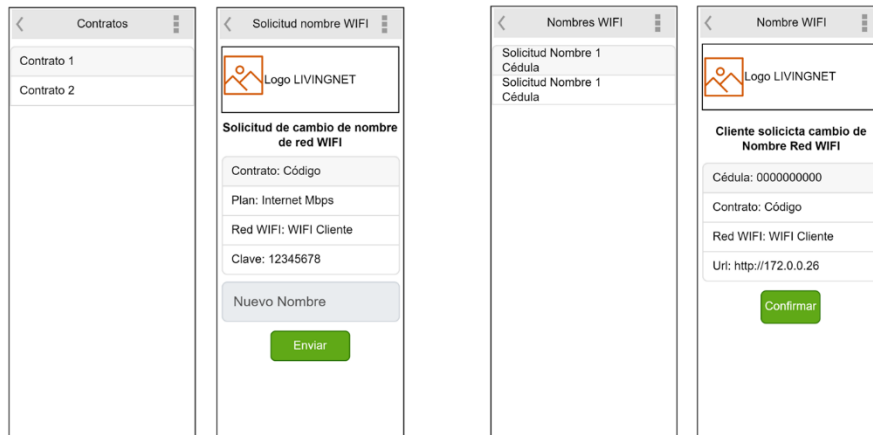 Contratos
Contrato 1
Contrato 2
Solicitud nombre WIFI
Logo LIVINGNET
Solicitud de cambio de nombre
de red WIFI
Contrato: Código
Plan: Internet Mbps
Red WIFI: WIFI Cliente
Clave: 12345678
Nuevo Nombre
Enviar
Nombres WIFI
Solicitud Nombre 1
Cédula
Solicitud Nombre 1
Cédula
Nombre WIFI
Logo LIVINGNET
Cliente solicicta cambio de
Nombre Red WIFI
Cédula: 0000000000
Contrato: Código
Red WIFI: WIFI Cliente
Url: http://172.0.0.26
Confirmar